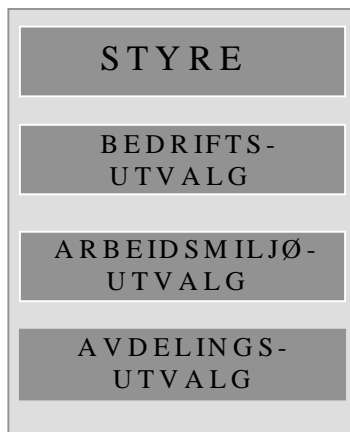 STYRE
BEDRIFTS-
UTVALG
ARBEIDSMILJØ-
UTVALG
AVDELINGS-
UTVALG